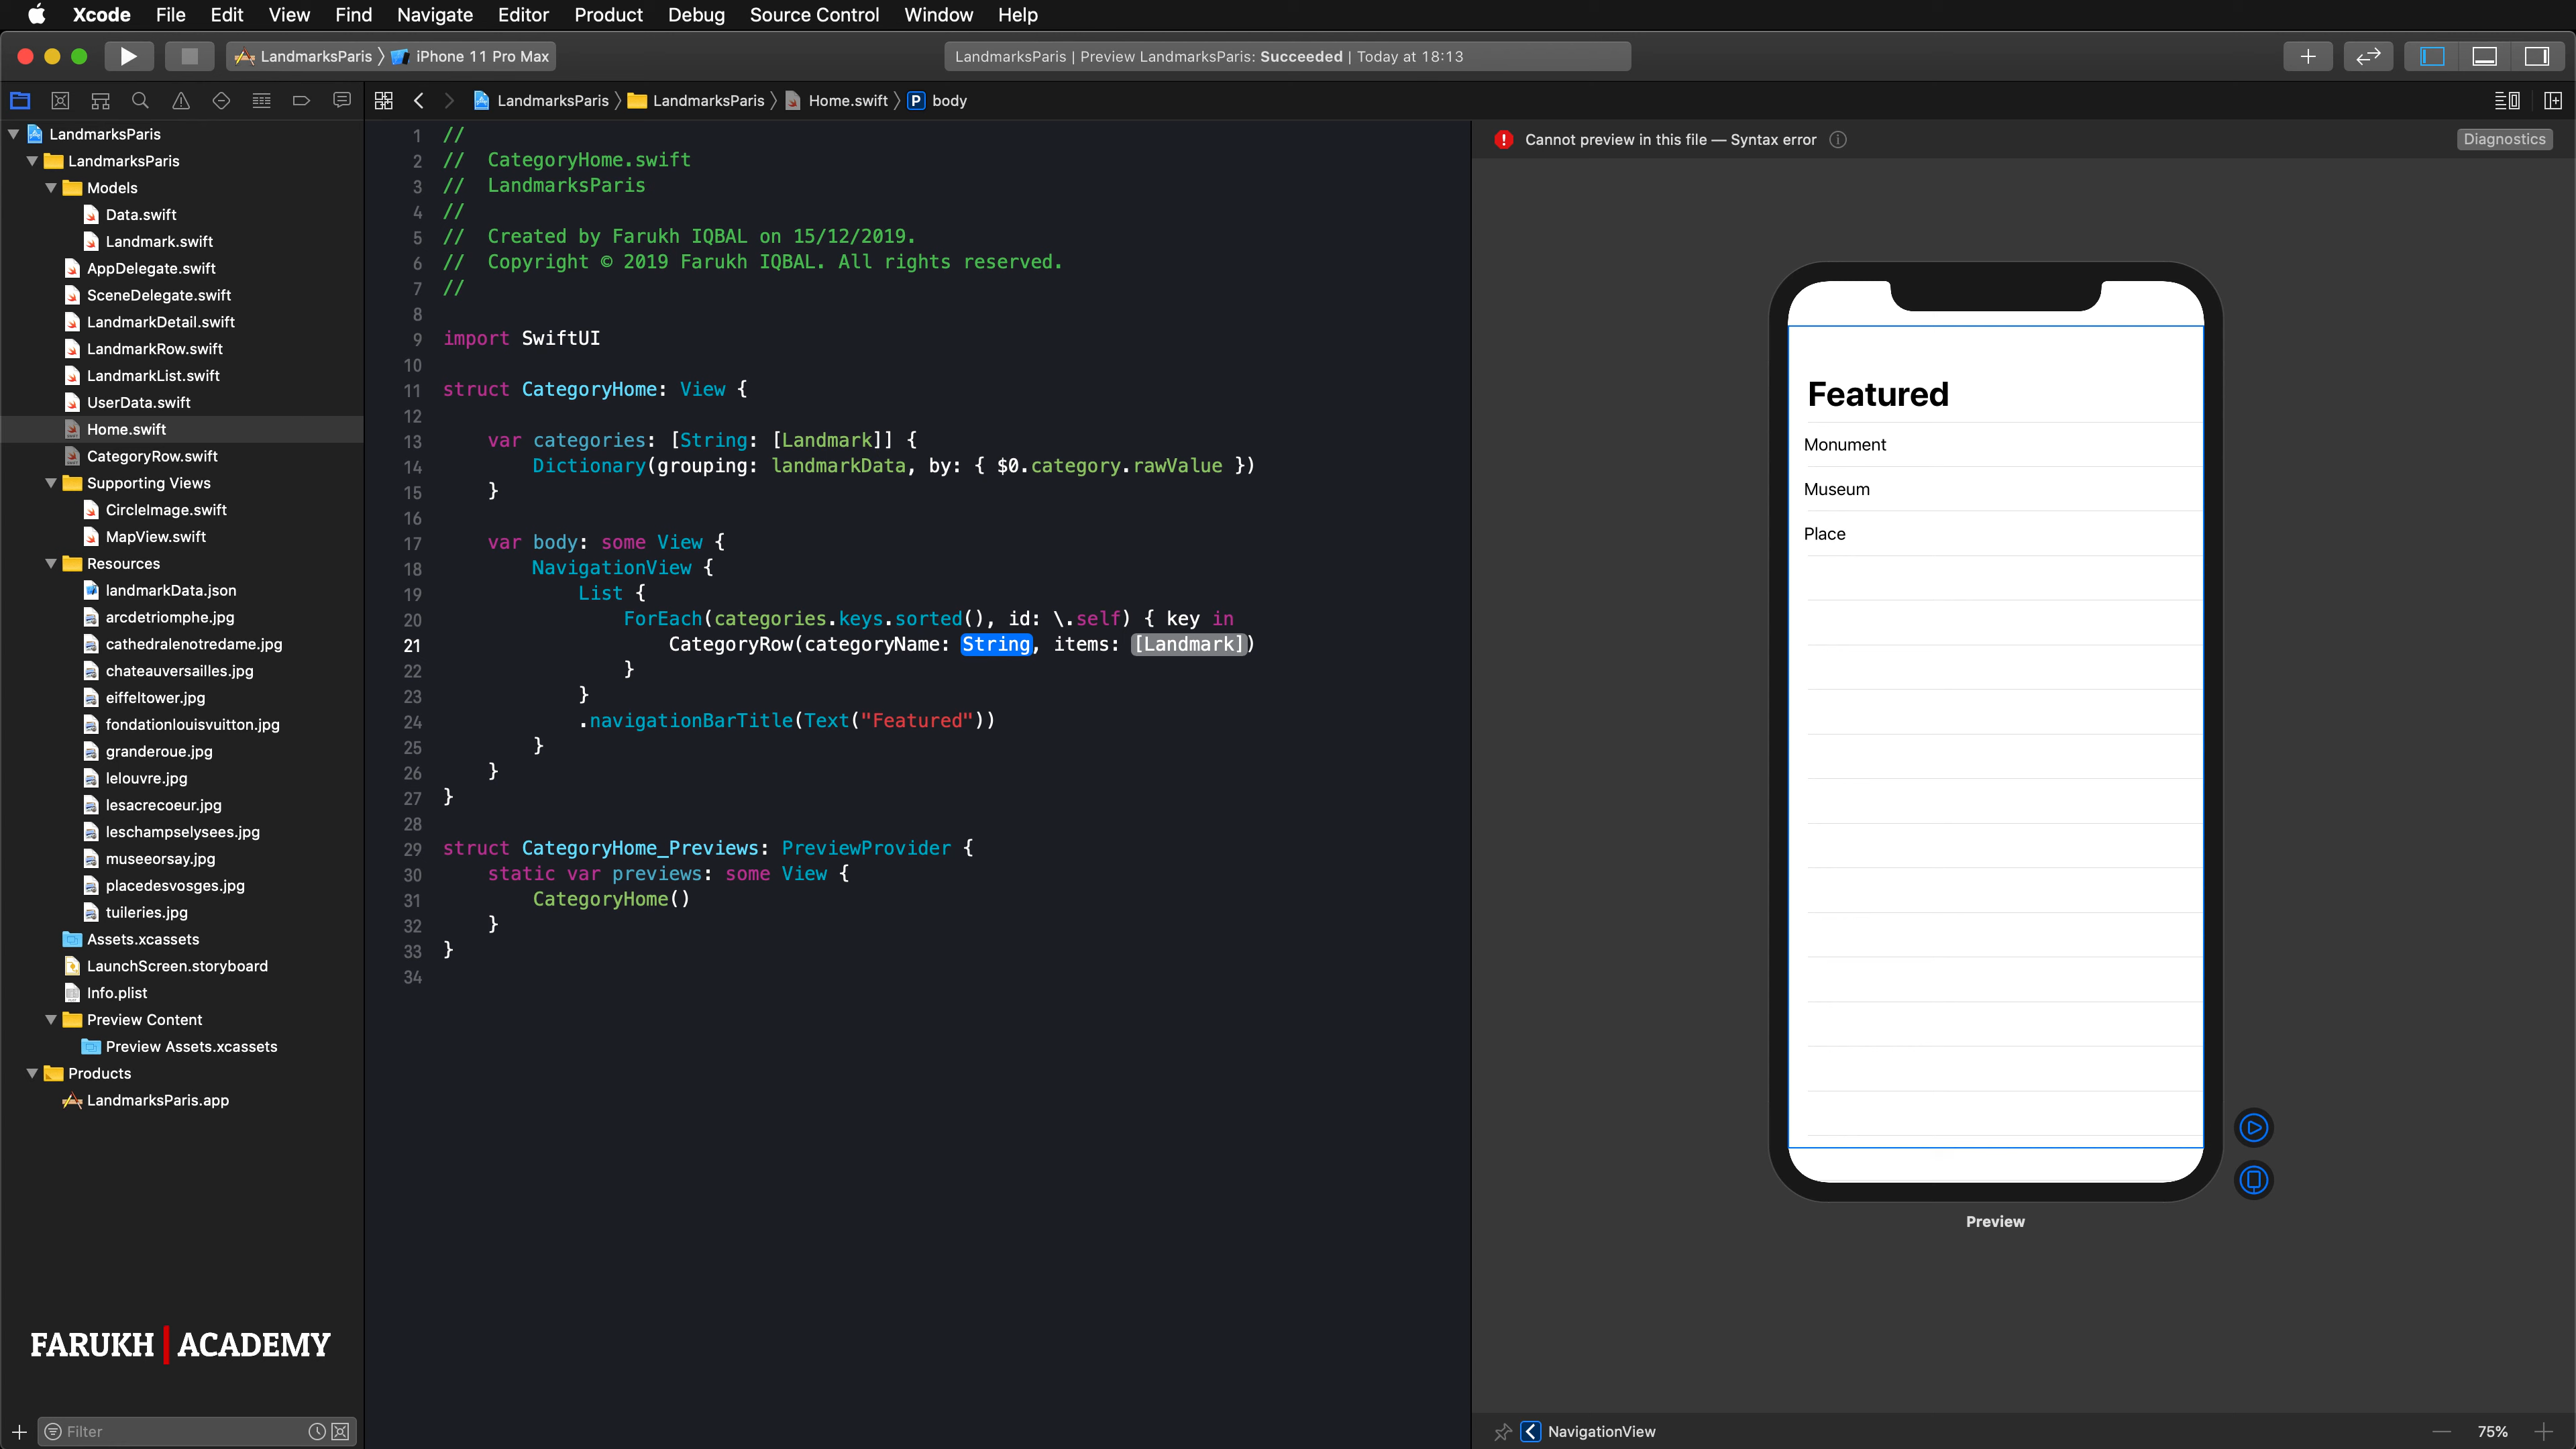 Xcode File Edit View Find Navigate Editor Product Debug Source Control Window Help
LandmarksParis iPhone 11 Pro Max
LandmarksParis | Preview LandmarksParis: Succeeded | Today at 18:13
LandmarksParis LandmarksParis Home.swift P body
LandmarksParis
LandmarksParis
Models
Data.swift
Landmark.swift
AppDelegate.swift
SceneDelegate.swift
LandmarkDetail.swift
LandmarkRow.swift
LandmarkList.swift
UserData.swift
Home.swift
CategoryRow.swift
Supporting Views
CircleImage.swift
MapView.swift
Resources
landmarkData.json
arcdetriomphe.jpg
cathedralenotredame.jpg
chateauversailles.jpg
eiffeltower.jpg
fondationlouisvuitton.jpg
granderoue.jpg
lelouvre.jpg
lesacrecoeur.jpg
leschampselysees.jpg
museeorsay.jpg
placedesvosges.jpg
tuileries.jpg
Assets.xcassets
LaunchScreen.storyboard
Info.plist
Preview Content
Preview Assets.xcassets
Products
LandmarksParis.app
FARUKH | ACADEMY
Filter
1 //
2 // CategoryHome.swift
3 // LandmarksParis
4 //
5 // Created by Farukh IQBAL on 15/12/2019.
6 // Copyright © 2019 Farukh IQBAL. All rights reserved.
7 //
8
9 import SwiftUI
10
11 struct CategoryHome: View {
12
13 var categories: [String: [Landmark]] {
14 Dictionary(grouping: landmarkData, by: { $0.category.rawValue })
15 }
16
17 var body: some View {
18 NavigationView {
19 List {
20 ForEach(categories.keys.sorted(), id: \.self) { key in
21 CategoryRow(categoryName: String, items: [Landmark])
22 }
23 }
24 .navigationBarTitle(Text("Featured"))
25 }
26 }
27 }
28
29 struct CategoryHome_Previews: PreviewProvider {
30 static var previews: some View {
31 CategoryHome()
32 }
33 }
34
Cannot preview in this file — Syntax error
Diagnostics
Featured
Monument
Museum
Place
Preview
NavigationView
75%